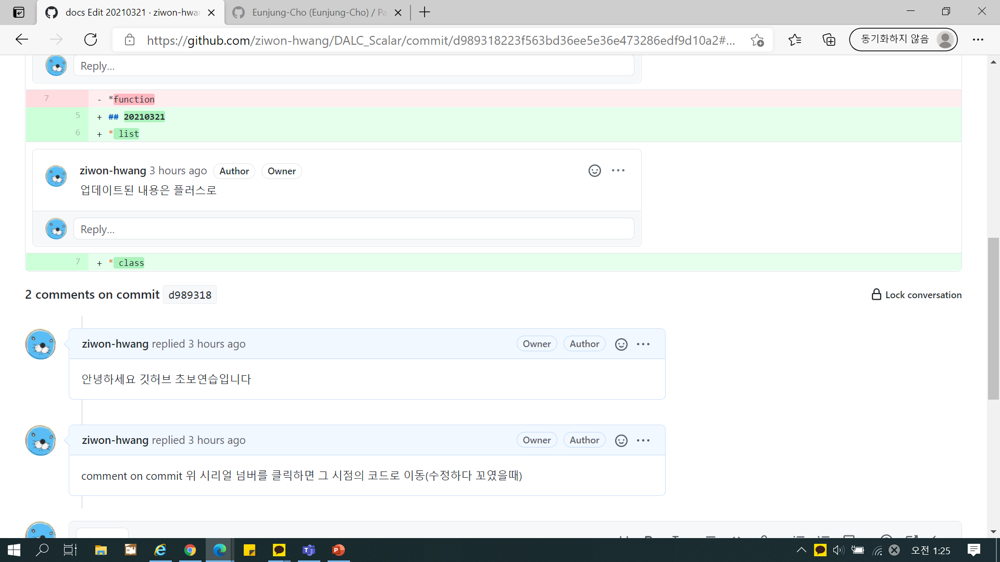 docs Edit 20210321 · ziwon-hwan
Eunjung-Cho (Eunjung-Cho) / Pa
https://github.com/ziwon-hwang/DALC_Scalar/commit/d989318223f563bd36ee5e36e473286edf9d10a2#...
동기화하지 않음
Reply...
7 - *function
5 + ## 20210321
6 + * list
ziwon-hwang 3 hours ago Author Owner
업데이트된 내용은 플러스로
Reply...
7 + * class
2 comments on commit d989318
Lock conversation
ziwon-hwang replied 3 hours ago Owner Author
안녕하세요 깃허브 초보연습입니다
ziwon-hwang replied 3 hours ago Owner Author
comment on commit 위 시리얼 넘버를 클릭하면 그 시점의 코드로 이동(수정하다 꼬였을때)
오전 1:25